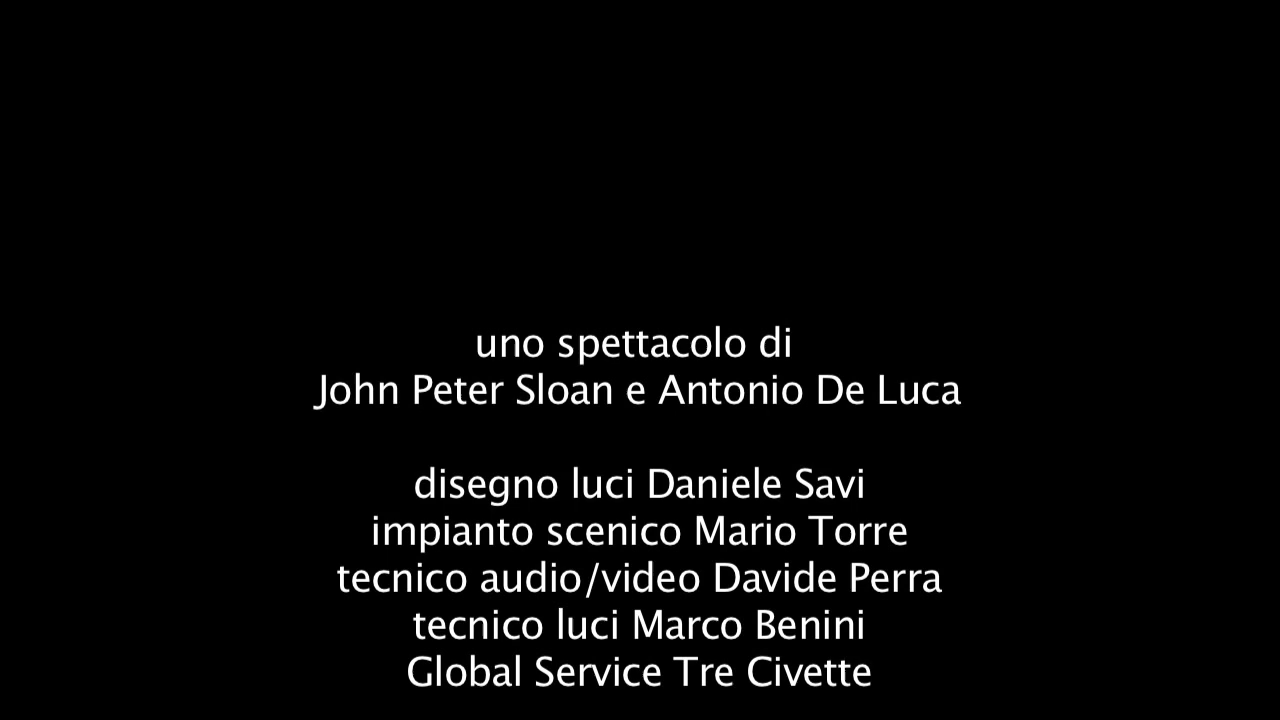 uno spettacolo di
John Peter Sloan e Antonio De Luca
disegno luci Daniele Savi
impianto scenico Mario Torre
tecnico audio/video Davide Perra
tecnico luci Marco Benini
Global Service Tre Civette